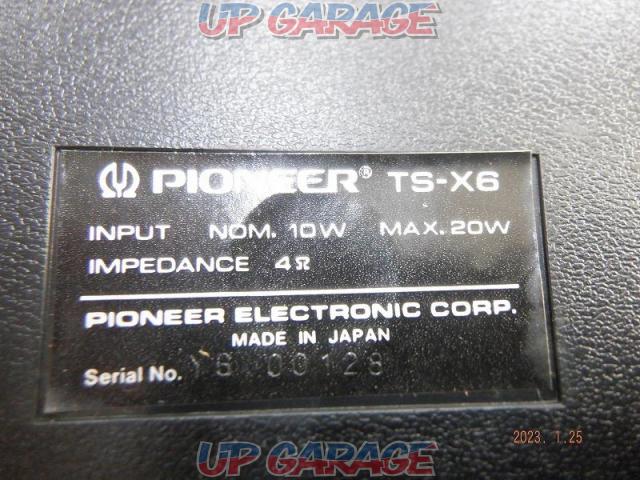 UP GARAGE
PIONEER® TS-X6
INPUT NOM. 10W MAX. 20W
IMPEDANCE 4Ω
PIONEER ELECTRONIC CORP.
MADE IN JAPAN
Serial No. 00128
2023. 1.25
UP GARAGE